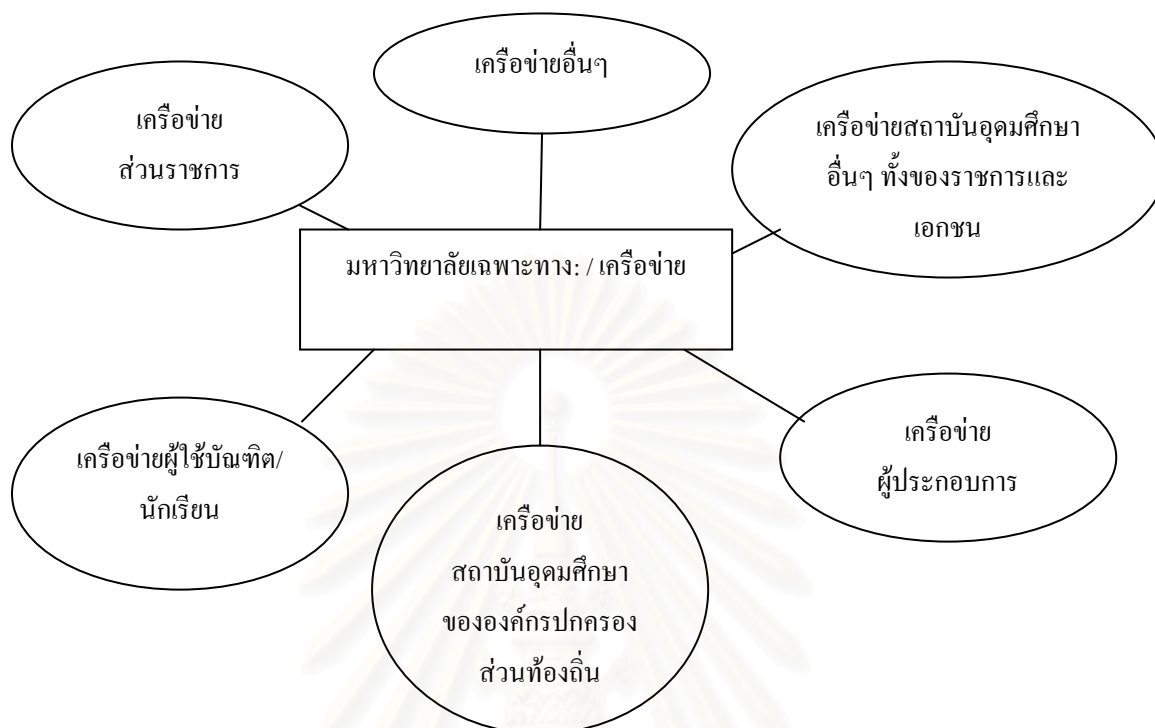 เครือข่ายอื่นๆ
เครือข่าย
ส่วนราชการ
เครือข่ายสถาบันอุดมศึกษา
อื่นๆ ทั้งของราชการและ
เอกชน
มหาวิทยาลัยเฉพาะทาง: / เครือข่าย
เครือข่ายผู้ใช้บัณฑิต/
นักเรียน
เครือข่าย
สถาบันอุดมศึกษา
ขององค์กรปกครอง
ส่วนท้องถิ่น
เครือข่าย
ผู้ประกอบการ